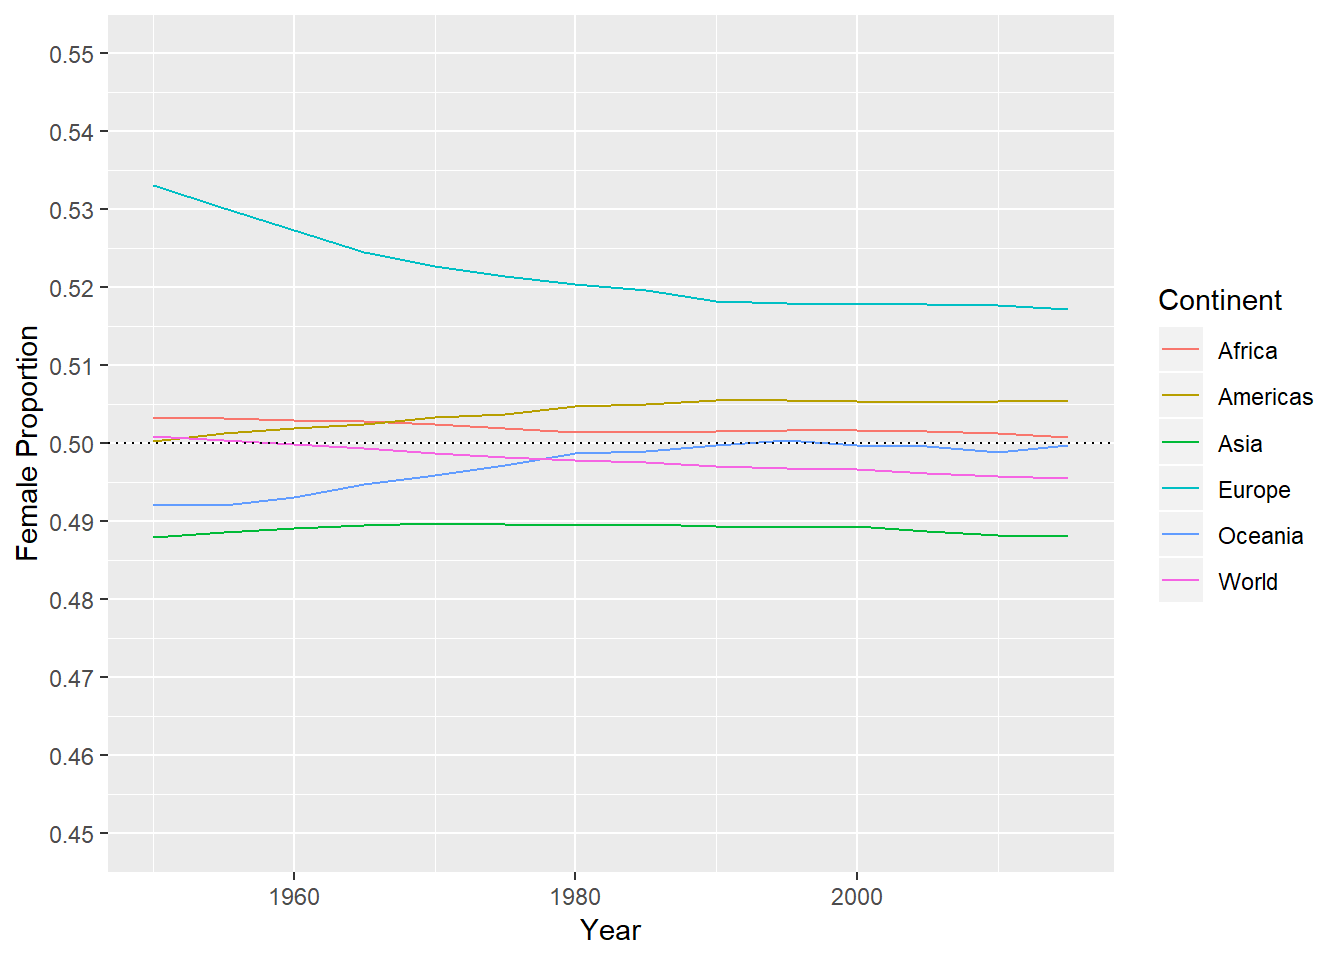 0.55
0.54
0.53
0.52
0.51
0.50
0.49
0.48
0.47
0.46
0.45
Female Proportion
1960 1980 2000
Year
Continent
Africa
Americas
Asia
Europe
Oceania
World